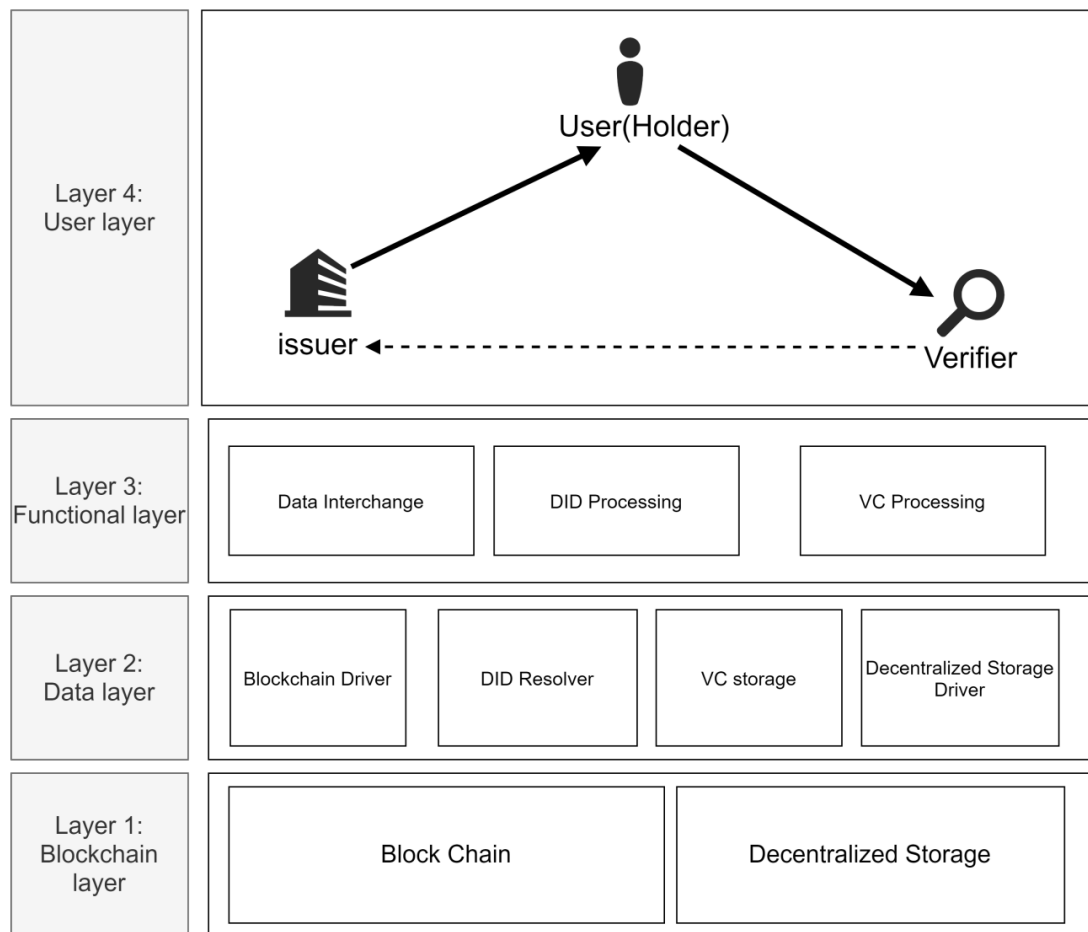 Layer 4:
User layer
User(Holder)
issuer
Verifier
Layer 3:
Functional layer
Data Interchange
DID Processing
VC Processing
Layer 2:
Data layer
Blockchain Driver
DID Resolver
VC storage
Decentralized Storage
Driver
Layer 1:
Blockchain
layer
Block Chain
Decentralized Storage